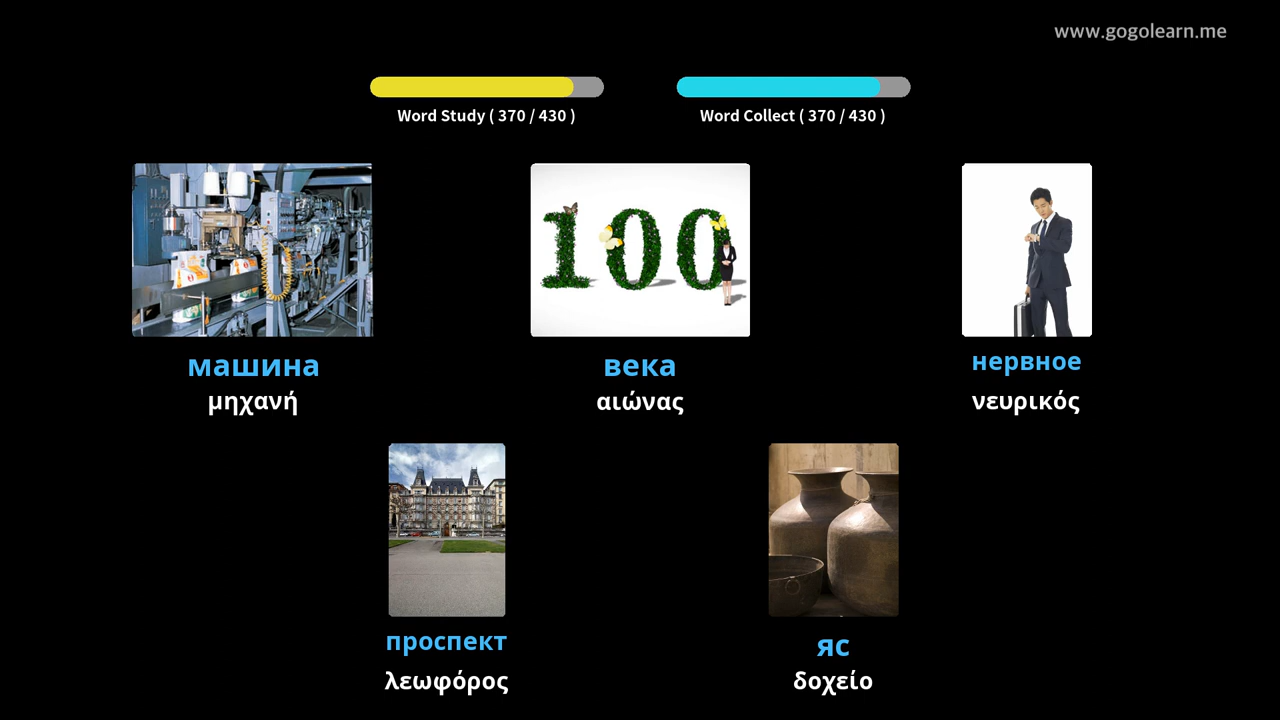 www.gogolearn.me
Word Study ( 370 / 430 )
Word Collect ( 370 / 430 )
машина
μηχανή
века
αιώνας
нервное
νευρικός
проспект
λεωφόρος
яс
δοχείο